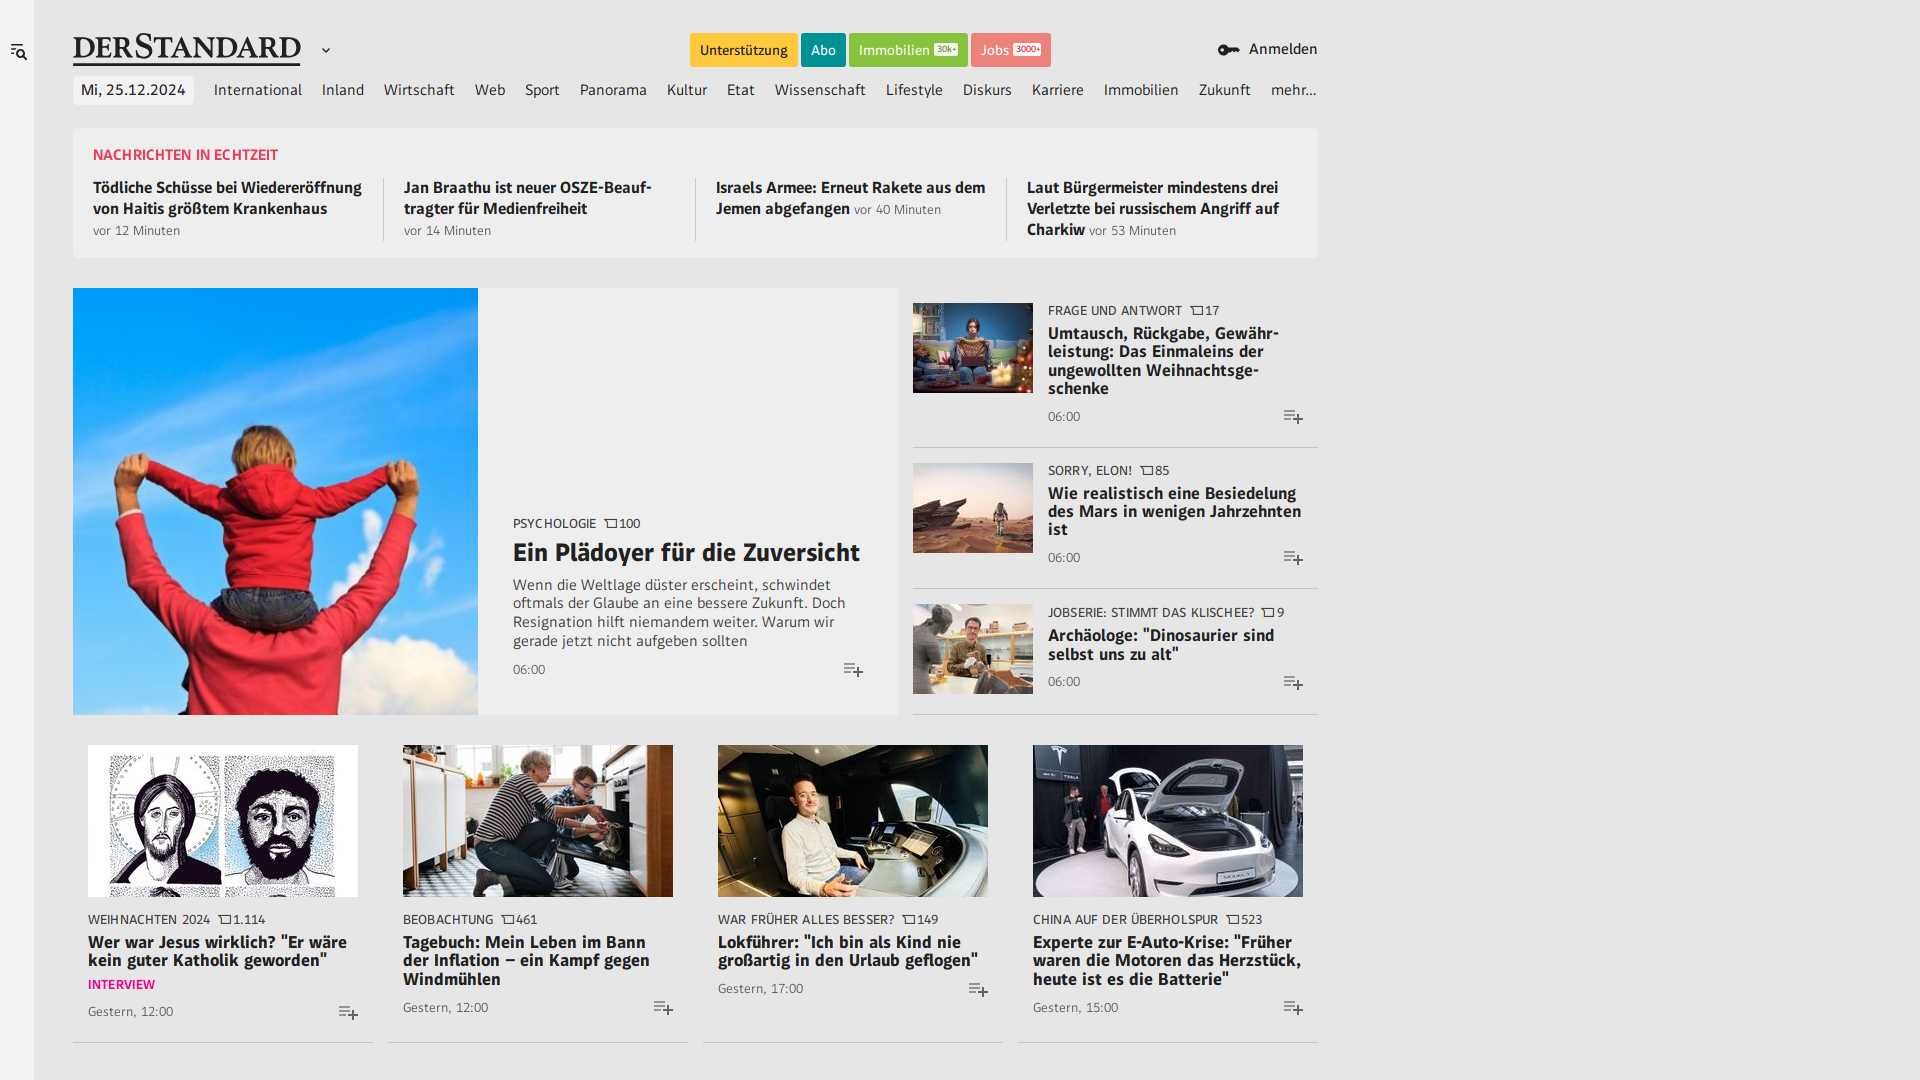 DERSTANDARD
Unterstützung
Abo
Immobilien 30k+
Jobs 3000+
Anmelden
Mi, 25.12.2024
International
Inland
Wirtschaft
Web
Sport
Panorama
Kultur
Etat
Wissenschaft
Lifestyle
Diskurs
Karriere
Immobilien
Zukunft
mehr...
NACHRICHTEN IN ECHTZEIT
Tödliche Schüsse bei Wiedereröffnung
von Haitis größtem Krankenhaus
vor 12 Minuten
Jan Braathu ist neuer OSZE-Beauf-
tragter für Medienfreiheit
vor 14 Minuten
Israels Armee: Erneut Rakete aus dem
Jemen abgefangen vor 40 Minuten
Laut Bürgermeister mindestens drei
Verletzte bei russischem Angriff auf
Charkiw vor 53 Minuten
PSYCHOLOGIE 100
Ein Plädoyer für die Zuversicht
Wenn die Weltlage düster erscheint, schwindet
oftmals der Glaube an eine bessere Zukunft. Doch
Resignation hilft niemandem weiter. Warum wir
gerade jetzt nicht aufgeben sollten
06:00
FRAGE UND ANTWORT 17
Umtausch, Rückgabe, Gewähr-
leistung: Das Einmaleins der
ungewollten Weihnachtsge-
schenke
06:00
SORRY, ELON! 85
Wie realistisch eine Besiedelung
des Mars in wenigen Jahrzehnten
ist
06:00
JOBSERIE: STIMMT DAS KLISCHEE? 9
Archäologe: "Dinosaurier sind
selbst uns zu alt"
06:00
WEIHNACHTEN 2024 1.114
Wer war Jesus wirklich? "Er wäre
kein guter Katholik geworden"
INTERVIEW
Gestern, 12:00
BEOBACHTUNG 461
Tagebuch: Mein Leben im Bann
der Inflation – ein Kampf gegen
Windmühlen
Gestern, 12:00
WAR FRÜHER ALLES BESSER? 149
Lokführer: "Ich bin als Kind nie
großartig in den Urlaub geflogen"
Gestern, 17:00
TESLA
MODEL Y
CHINA AUF DER ÜBERHOLSPUR 523
Experte zur E-Auto-Krise: "Früher
waren die Motoren das Herzstück,
heute ist es die Batterie"
Gestern, 15:00